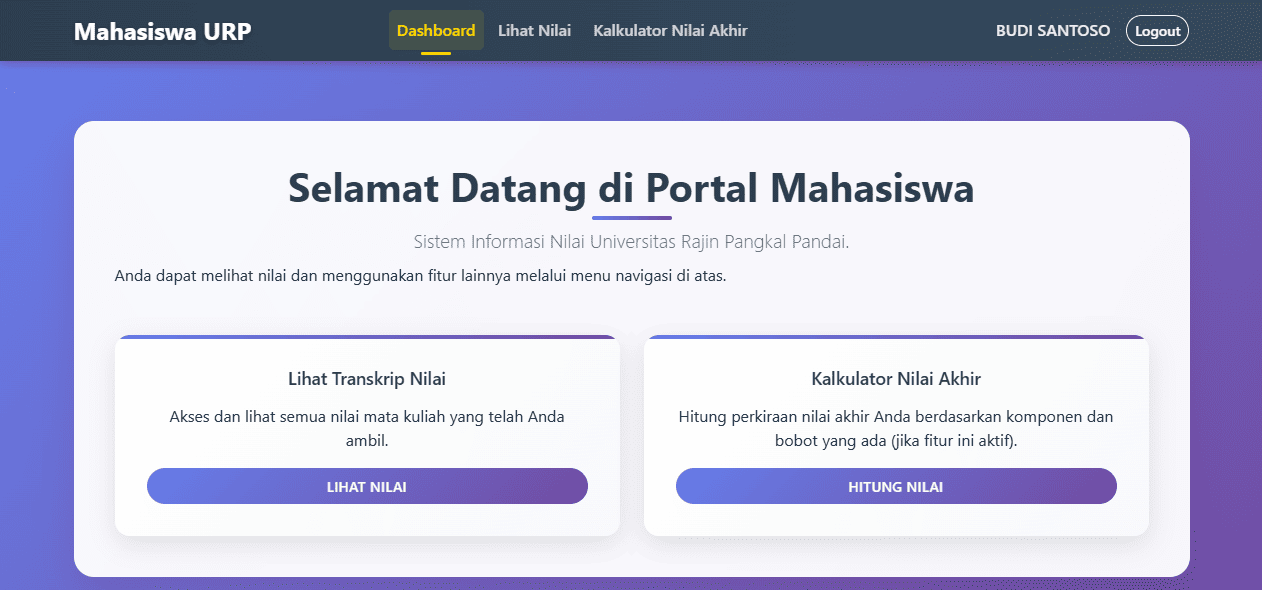 Mahasiswa URP
Dashboard
Lihat Nilai
Kalkulator Nilai Akhir
BUDI SANTOSO
Logout
Selamat Datang di Portal Mahasiswa
Sistem Informasi Nilai Universitas Rajin Pangkal Pandai.
Anda dapat melihat nilai dan menggunakan fitur lainnya melalui menu navigasi di atas.
Lihat Transkrip Nilai
Akses dan lihat semua nilai mata kuliah yang telah Anda
ambil.
LIHAT NILAI
Kalkulator Nilai Akhir
Hitung perkiraan nilai akhir Anda berdasarkan komponen dan
bobot yang ada (jika fitur ini aktif).
HITUNG NILAI